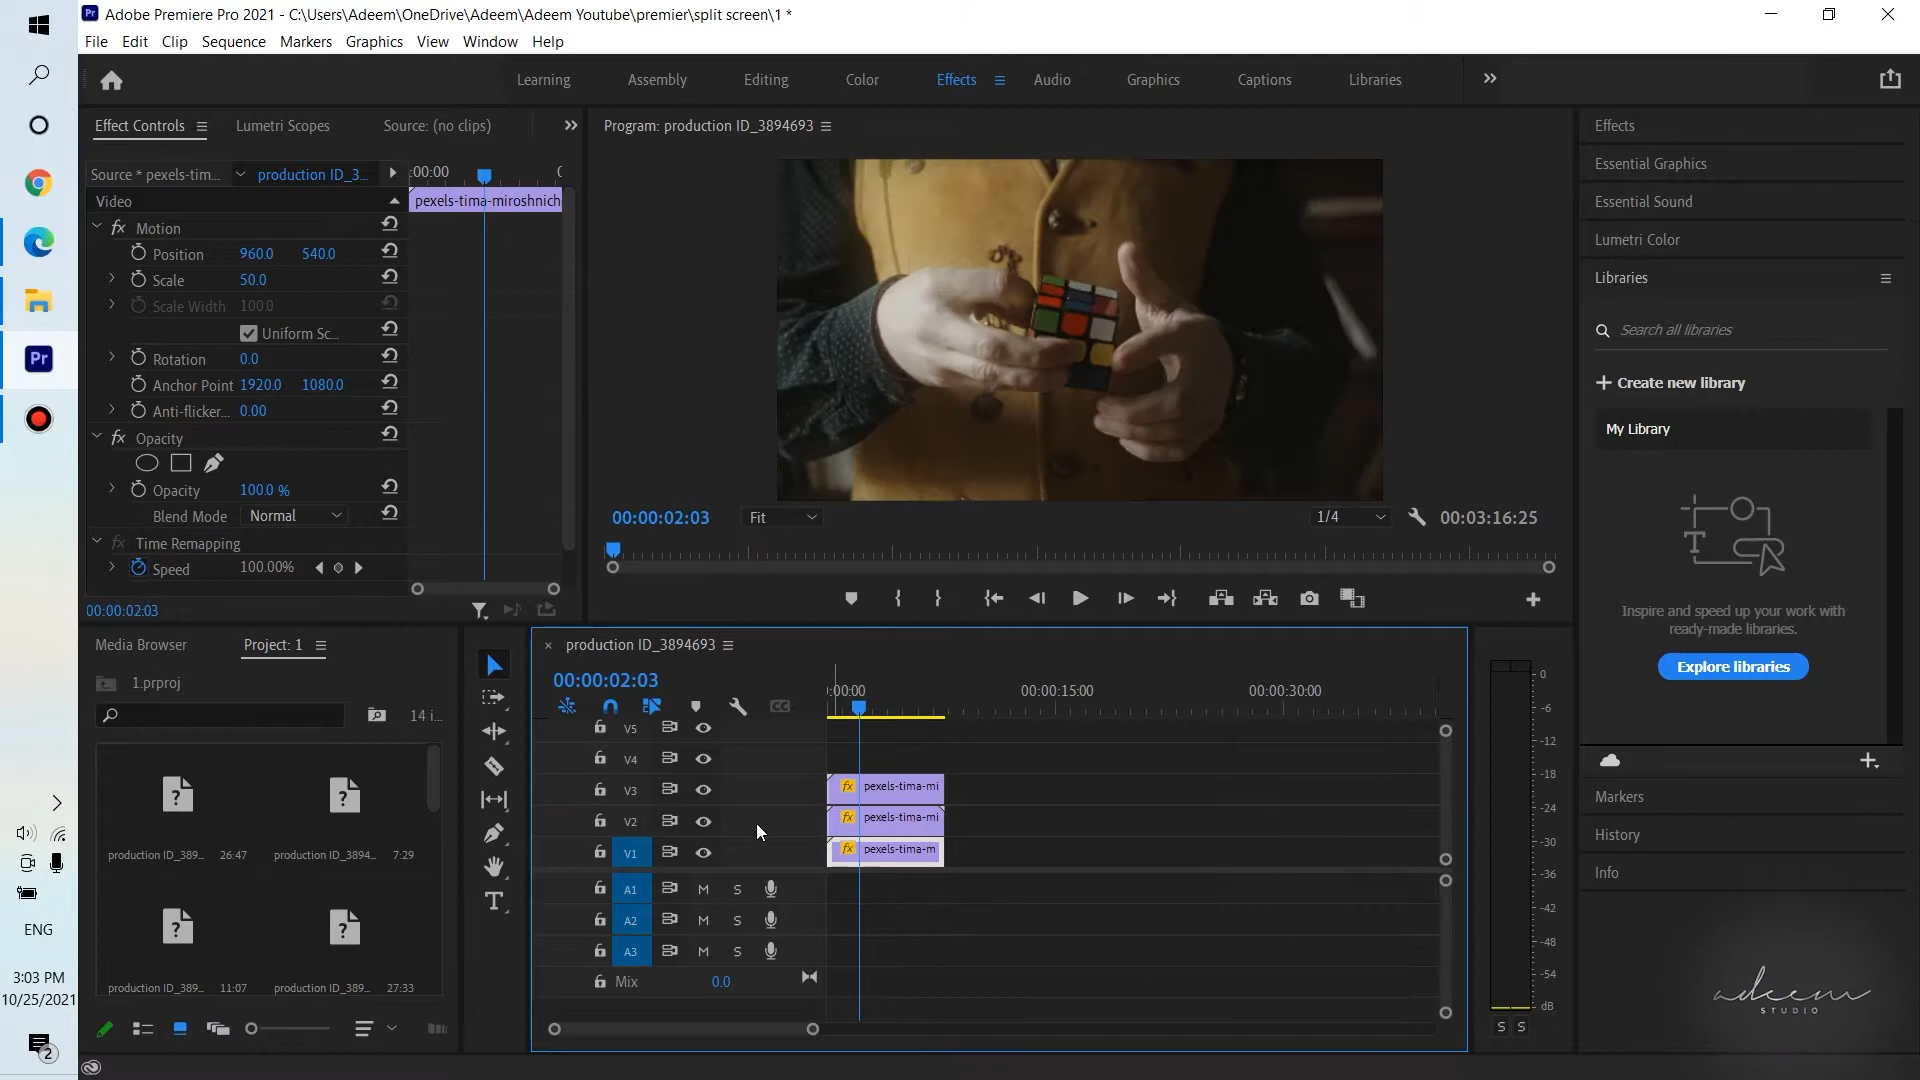 Adobe Premiere Pro 2021 - C:\Users\Adeem\OneDrive\Adeem\Adeem Youtube\premier\split screen\1 *
File Edit Clip Sequence Markers Graphics View Window Help
Learning Assembly Editing Color Effects Audio Graphics Captions Libraries
Effect Controls Lumetri Scopes Source: (no clips)
Program: production ID_3894693
Effects
Essential Graphics
Essential Sound
Lumetri Color
Libraries
Search all libraries
Create new library
My Library
Inspire and speed up your work with
ready-made libraries.
Explore libraries
Markers
History
Info
Source * pexels-tim... production ID_3... :00:00
Video pexels-tima-miroshnich
fx Motion
Position 960.0 540.0
Scale 50.0
Scale Width 100.0
Uniform Sc...
Rotation 0.0
Anchor Point 1920.0 1080.0
Anti-flicker... 0.00
fx Opacity
Opacity 100.0 %
Blend Mode Normal
fx Time Remapping
Speed 100.00%
00:00:02:03
00:00:02:03 Fit 1/4 00:03:16:25
Media Browser Project: 1
1.prproj
14 i...
production ID_389... 26:47 production ID_3894... 7:29
production ID_389... 11:07 production ID_389... 27:33
production ID_3894693
00:00:02:03
:00:00 00:00:15:00 00:00:30:00
CC
V5
V4
V3 fx pexels-tima-mi
V2 fx pexels-tima-mi
V1 fx pexels-tima-m
A1 M S
A2 M S
A3 M S
Mix 0.0
T
0
-6
-12
-18
-24
-30
-36
-42
-48
-54
dB
S S
Pr
ENG
3:03 PM
10/25/2021
2
adeem
STUDIO